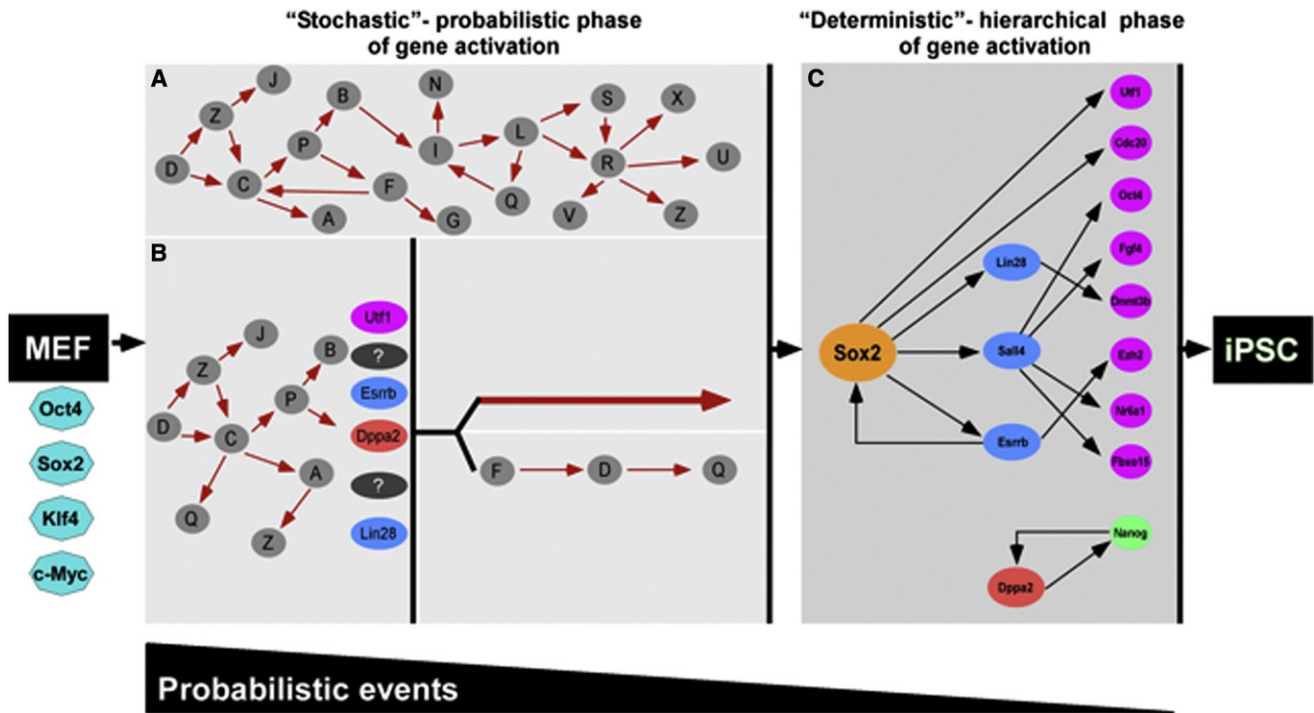 “Stochastic”- probabilistic phase
of gene activation
“Deterministic”- hierarchical phase
of gene activation
A
J
Z
D
C
A
P
B
F
G
N
I
L
Q
S
R
V
X
U
Z
B
J
Z
D
C
Q
A
Z
P
B
Utf1
?
Esrrb
Dppa2
?
Lin28
F
D
Q
C
Sox2
Lin28
Sall4
Esrrb
Utf1
Cdc20
Oct4
Fgf4
Dnmt3b
Ezh2
Nr6a1
Fbxo15
Nanog
Dppa2
MEF
Oct4
Sox2
Klf4
c-Myc
iPSC
Probabilistic events